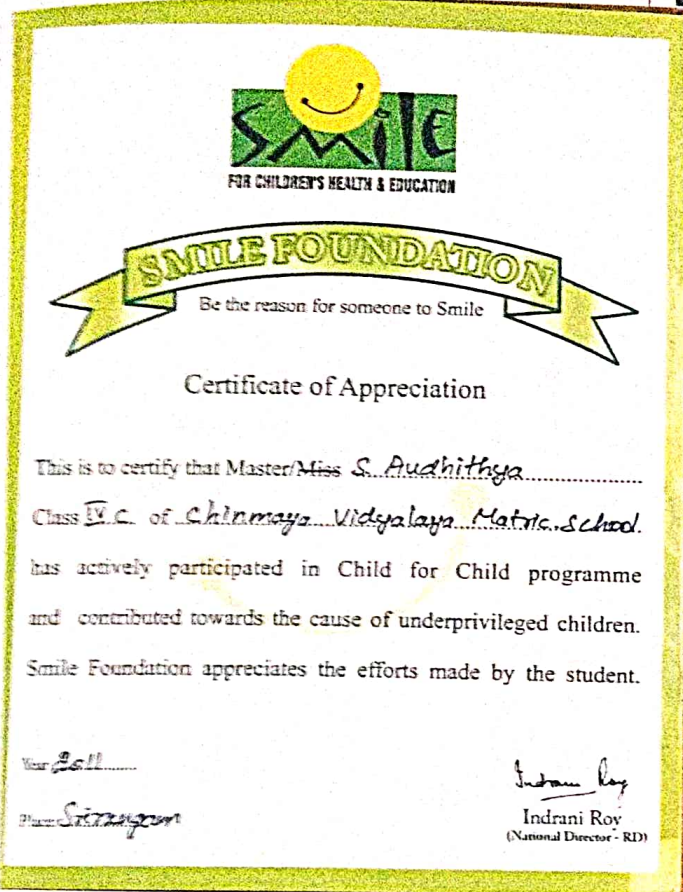 SMILE
FOR CHILDREN'S HEALTH & EDUCATION
SMILE FOUNDATION
Be the reason for someone to Smile
Certificate of Appreciation
This is to certify that Master/Miss S. Audhithya
Class IV C. of Chinmaya Vidyalaya Matric. School.
has actively participated in Child for Child programme
and contributed towards the cause of underprivileged children.
Smile Foundation appreciates the efforts made by the student.
Year 2011
Indrani Roy
Place
Indrani Roy
(National Director - RD)